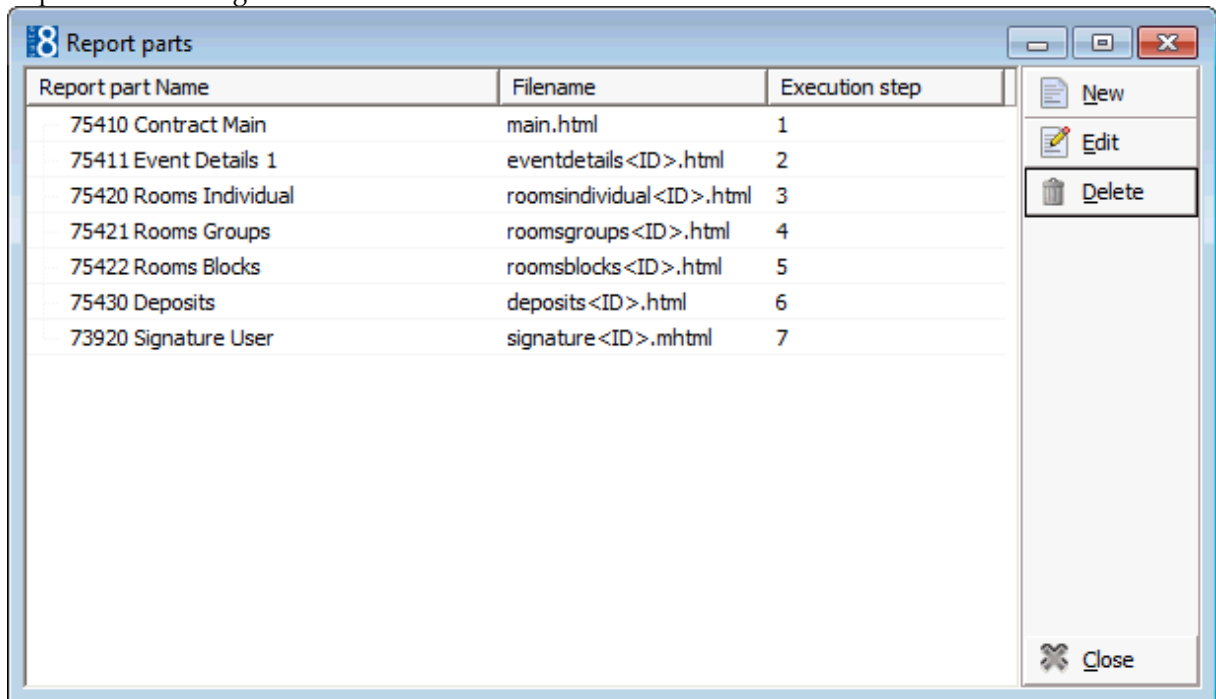 8 Report parts
Report part Name Filename Execution step
75410 Contract Main main.html 1
75411 Event Details 1 eventdetails<ID>.html 2
75420 Rooms Individual roomsindividual<ID>.html 3
75421 Rooms Groups roomsgroups<ID>.html 4
75422 Rooms Blocks roomsblocks<ID>.html 5
75430 Deposits deposits<ID>.html 6
73920 Signature User signature<ID>.mhtml 7
New
Edit
Delete
Close